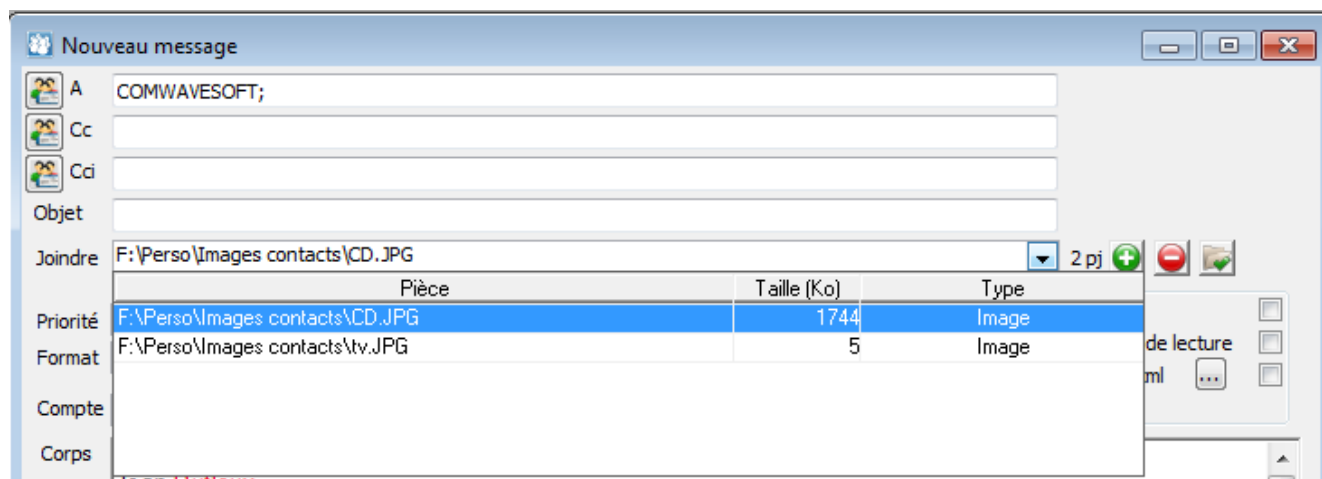 Nouveau message
A COMWAVESOFT;
Cc
Cci
Objet
Joindre F:\Perso\Images contacts\CD.JPG 2 pj
Pièce Taille (Ko) Type
Priorité F:\Perso\Images contacts\CD.JPG 1744 Image
F:\Perso\Images contacts\tv.JPG 5 Image de lecture
Format
ml ...
Compte
Corps